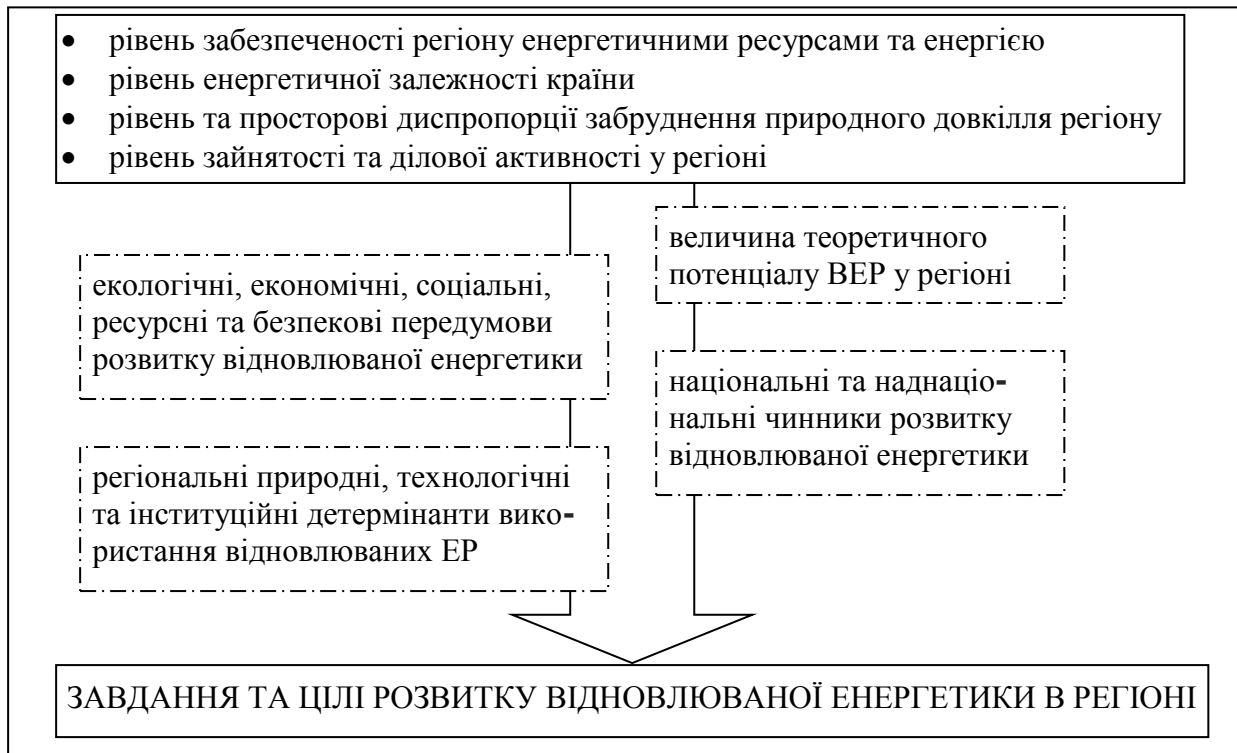 • рівень забезпеченості регіону енергетичними ресурсами та енергією
• рівень енергетичної залежності країни
• рівень та просторові диспропорції забруднення природного довкілля регіону
• рівень зайнятості та ділової активності у регіоні
екологічні, економічні, соціальні,
ресурсні та безпекові передумови
розвитку відновлюваної енергетики
регіональні природні, технологічні
та інституційні детермінанти вико-
ристання відновлюваних ЕР
величина теоретичного
потенціалу ВЕР у регіоні
національні та наднаціо-
нальні чинники розвитку
відновлюваної енергетики
ЗАВДАННЯ ТА ЦІЛІ РОЗВИТКУ ВІДНОВЛЮВАНОЇ ЕНЕРГЕТИКИ В РЕГІОНІ